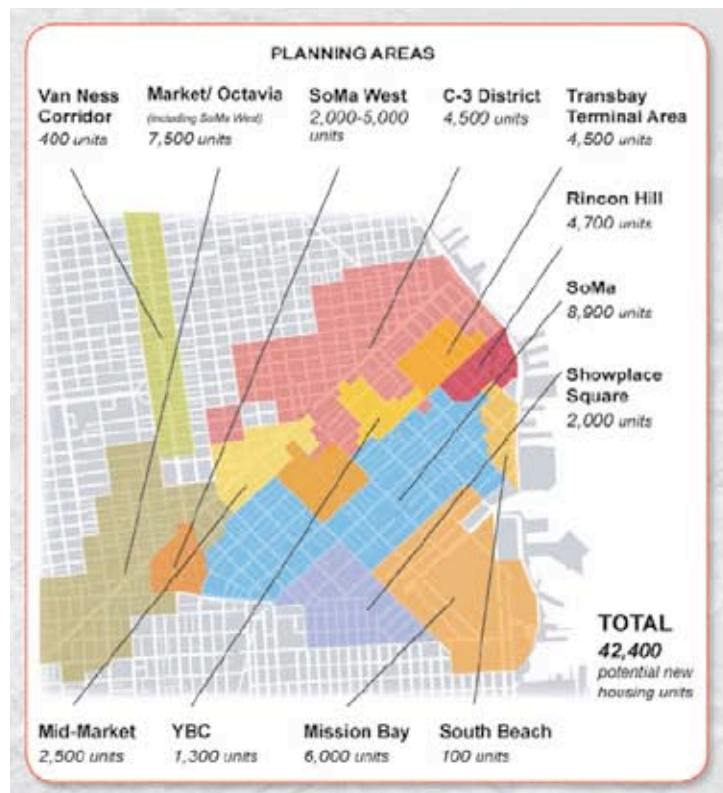 PLANNING AREAS
Van Ness
Corridor
400 units
Market/ Octavia
(including SoMa West)
7,500 units
SoMa West
2,000-5,000
units
C-3 District
4,500 units
Transbay
Terminal Area
4,500 units
Rincon Hill
4,700 units
SoMa
8,900 units
Showplace
Square
2,000 units
TOTAL
42,400
potential new
housing units
Mid-Market
2,500 units
YBC
1,300 units
Mission Bay
6,000 units
South Beach
100 units